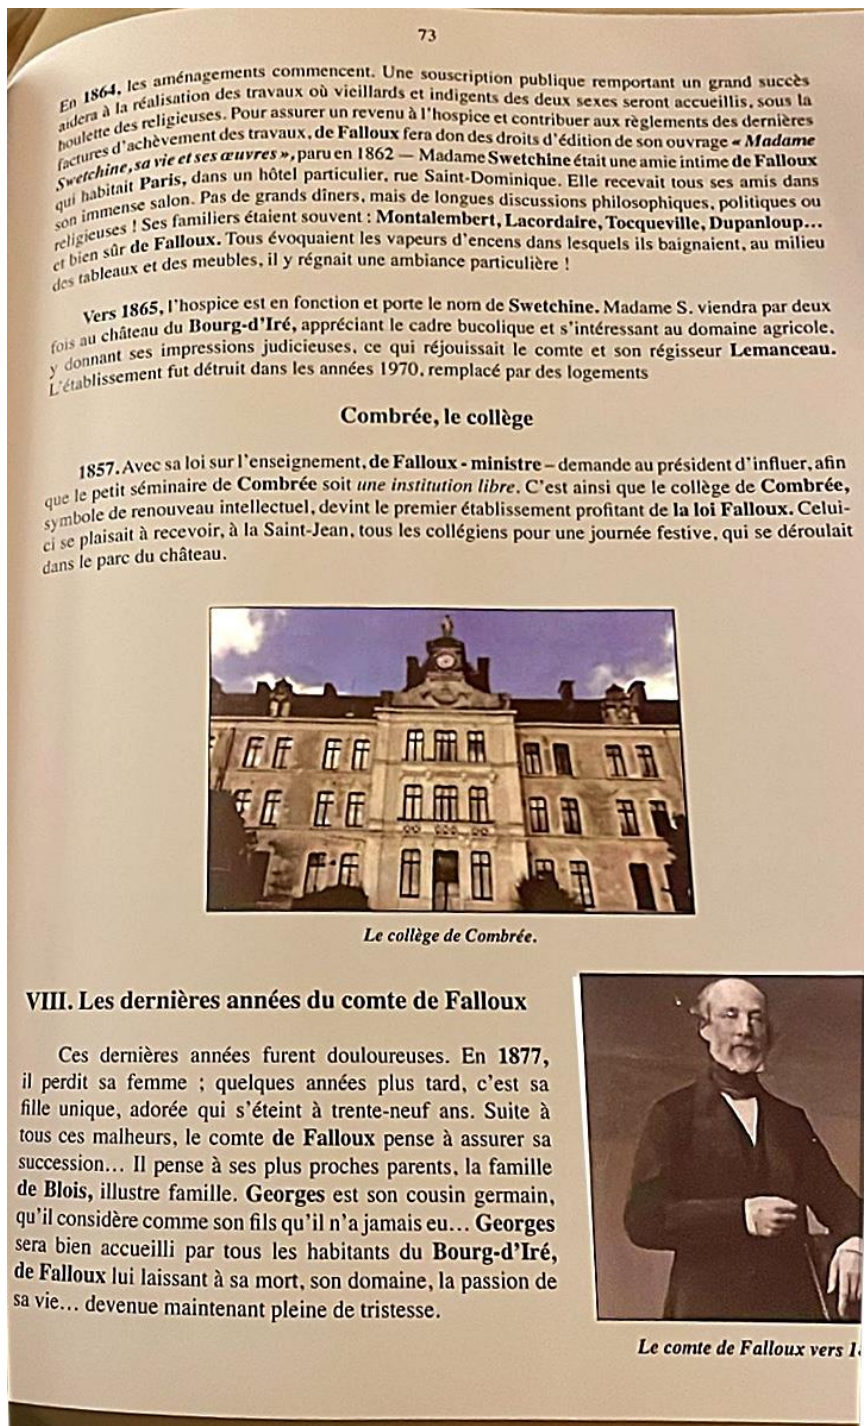 73
En 1864, les aménagements commencent. Une souscription publique remportant un grand succès
aidera à la réalisation des travaux où vieillards et indigents des deux sexes seront accueillis, sous la
houlette des religieuses. Pour assurer un revenu à l'hospice et contribuer aux règlements des dernières
factures d'achèvement des travaux, de Falloux fera don des droits d'édition de son ouvrage « Madame
Swetchine, sa vie et ses œuvres », paru en 1862 — Madame Swetchine était une amie intime de Falloux
qui habitait Paris, dans un hôtel particulier, rue Saint-Dominique. Elle recevait tous ses amis dans
son immense salon. Pas de grands dîners, mais de longues discussions philosophiques, politiques ou
religieuses ! Ses familiers étaient souvent : Montalembert, Lacordaire, Tocqueville, Dupanloup...
et bien sûr de Falloux. Tous évoquaient les vapeurs d'encens dans lesquels ils baignaient, au milieu
des tableaux et des meubles, il y régnait une ambiance particulière !
Vers 1865, l'hospice est en fonction et porte le nom de Swetchine. Madame S. viendra par deux
fois au château du Bourg-d'Iré, appréciant le cadre bucolique et s'intéressant au domaine agricole,
y donnant ses impressions judicieuses, ce qui réjouissait le comte et son régisseur Lemanceau.
L'établissement fut détruit dans les années 1970, remplacé par des logements
Combrée, le collège
1857. Avec sa loi sur l'enseignement, de Falloux - ministre – demande au président d'influer, afin
que le petit séminaire de Combrée soit une institution libre. C'est ainsi que le collège de Combrée,
symbole de renouveau intellectuel, devint le premier établissement profitant de la loi Falloux. Celui-
ci se plaisait à recevoir, à la Saint-Jean, tous les collégiens pour une journée festive, qui se déroulait
dans le parc du château.
Le collège de Combrée.
VIII. Les dernières années du comte de Falloux
Ces dernières années furent douloureuses. En 1877,
il perdit sa femme ; quelques années plus tard, c'est sa
fille unique, adorée qui s'éteint à trente-neuf ans. Suite à
tous ces malheurs, le comte de Falloux pense à assurer sa
succession... Il pense à ses plus proches parents, la famille
de Blois, illustre famille. Georges est son cousin germain,
qu'il considère comme son fils qu'il n'a jamais eu... Georges
sera bien accueilli par tous les habitants du Bourg-d'Iré,
de Falloux lui laissant à sa mort, son domaine, la passion de
sa vie... devenue maintenant pleine de tristesse.
Le comte de Falloux vers